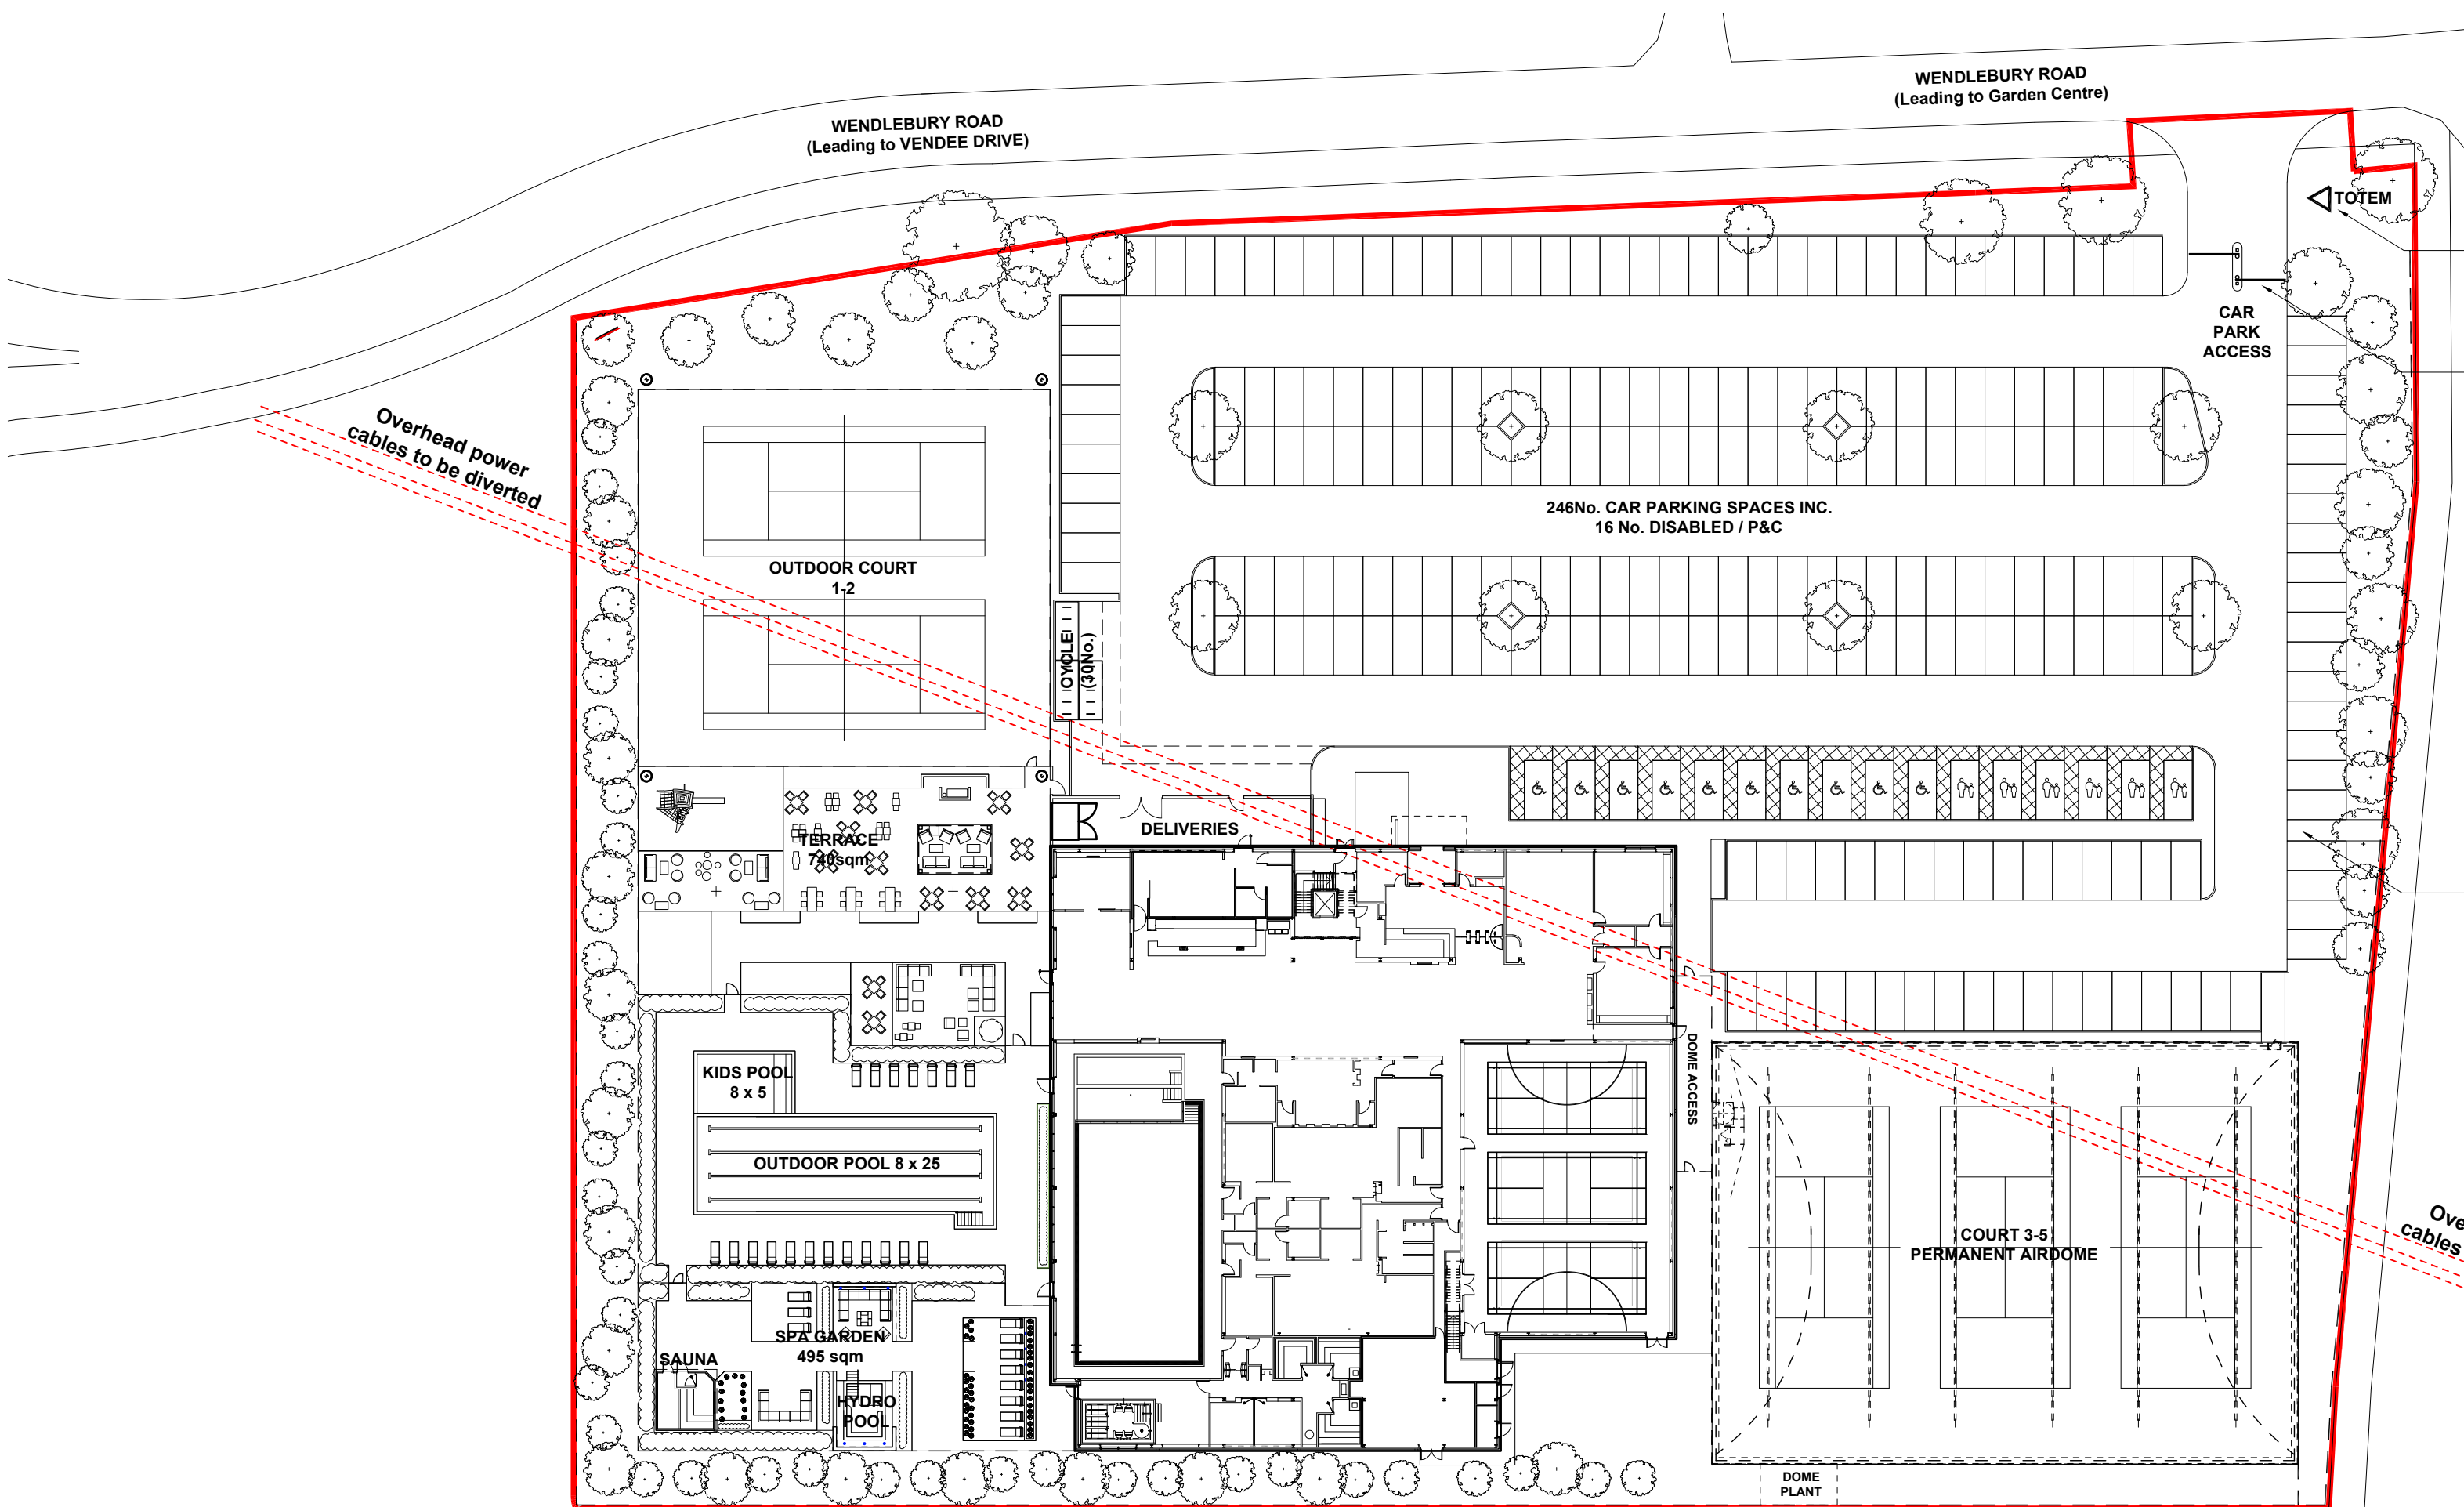 WENDLEBURY ROAD
(Leading to Garden Centre)
WENDLEBURY ROAD
(Leading to VENDEE DRIVE)
TOTEM
CAR
PARK
ACCESS
Overhead power
cables to be diverted
246No. CAR PARKING SPACES INC.
16 No. DISABLED / P&C
OUTDOOR COURT
1-2
CYCLE
(30No.)
DELIVERIES
TERRACE
740sqm
DOME ACCESS
KIDS POOL
8 x 5
OUTDOOR POOL 8 x 25
COURT 3-5
PERMANENT AIRDOME
Ove
cables
SPA GARDEN
495 sqm
SAUNA
HYDRO
POOL
DOME
PLANT